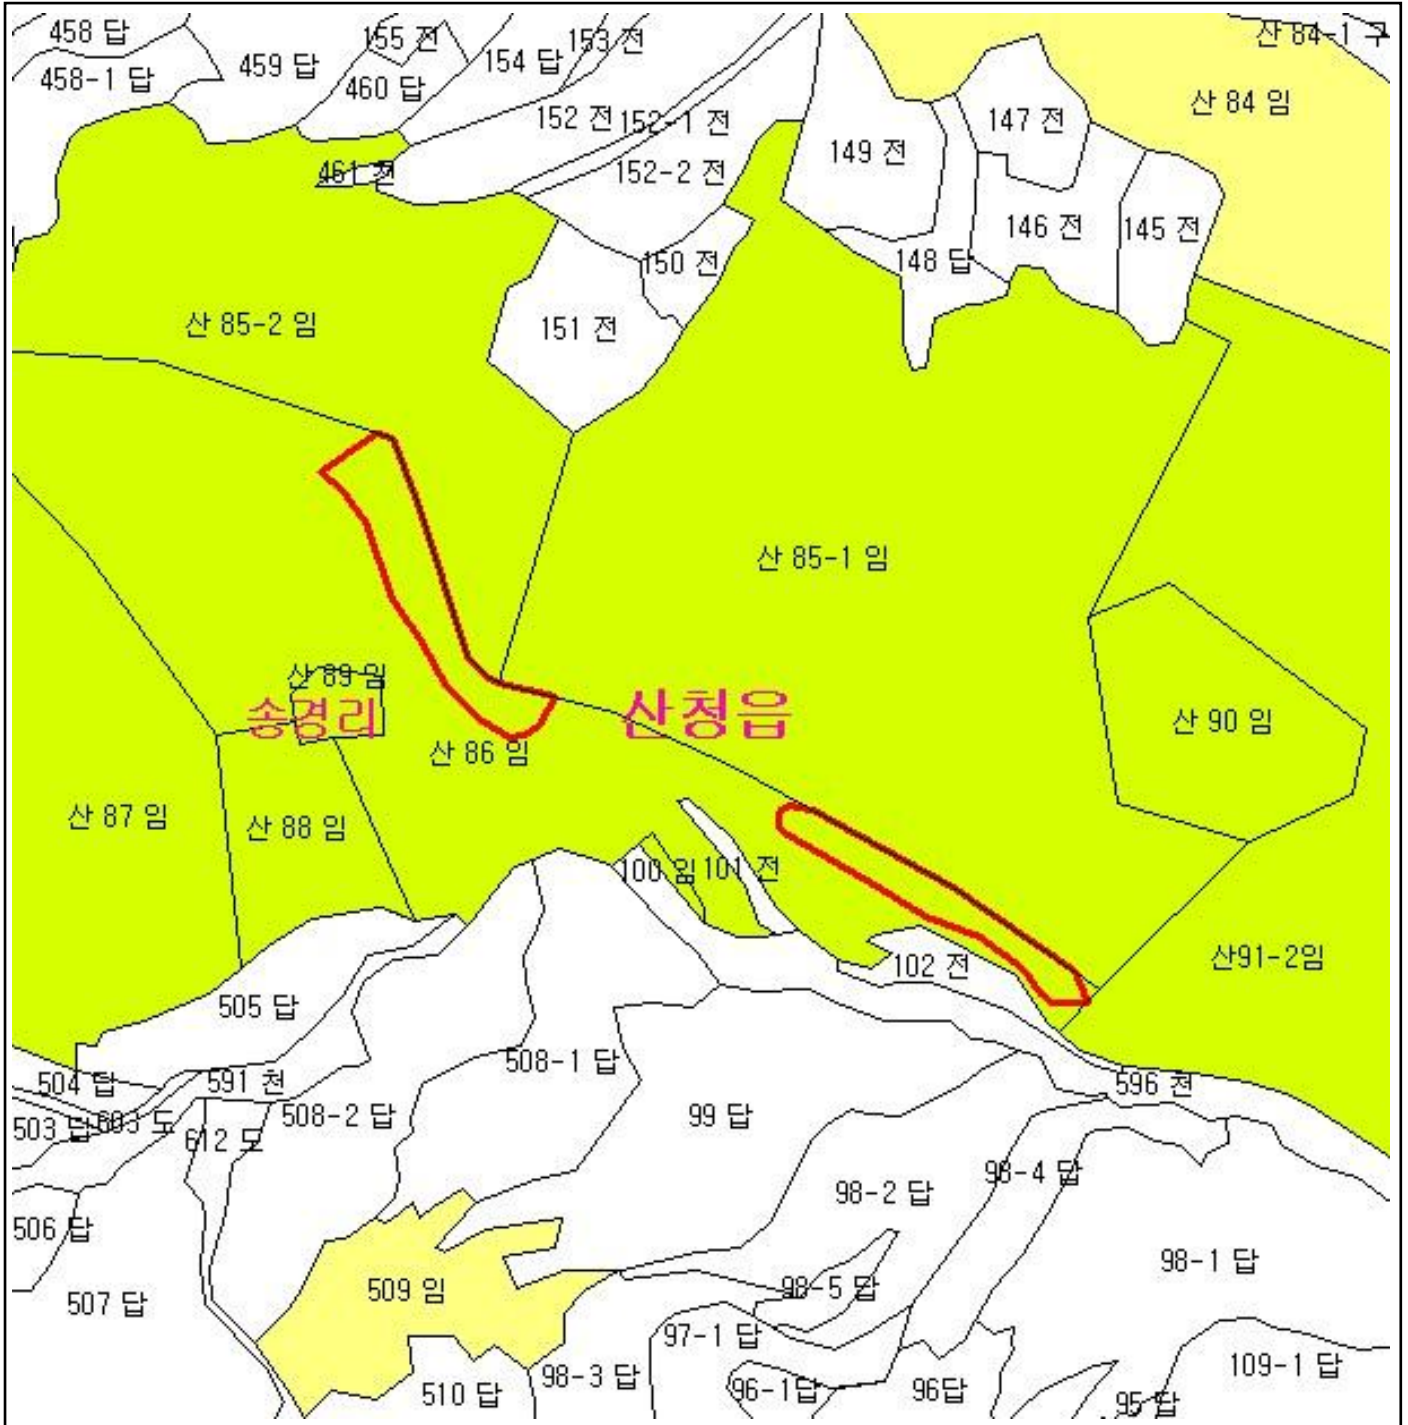 458 답
155 전
153 전
산 84-1 구
458-1 답
459 답
460 답
154 답
산 84 임
152 전
152-1 전
147 전
149 전
461 전
152-2 전
146 전
145 전
150 전
148 답
산 85-2 임
151 전
산 85-1 임
산 89 임
송경리
산청읍
산 90 임
산 86 임
산 87 임
산 88 임
100 임
101 전
102 전
산91-2임
505 답
508-1 답
504 답
591 천
596 천
503 답
603 도
612 도
508-2 답
99 답
98-4 답
98-2 답
506 답
98-1 답
509 임
98-5 답
507 답
97-1 답
109-1 답
510 답
98-3 답
96-1답
96답
95 답